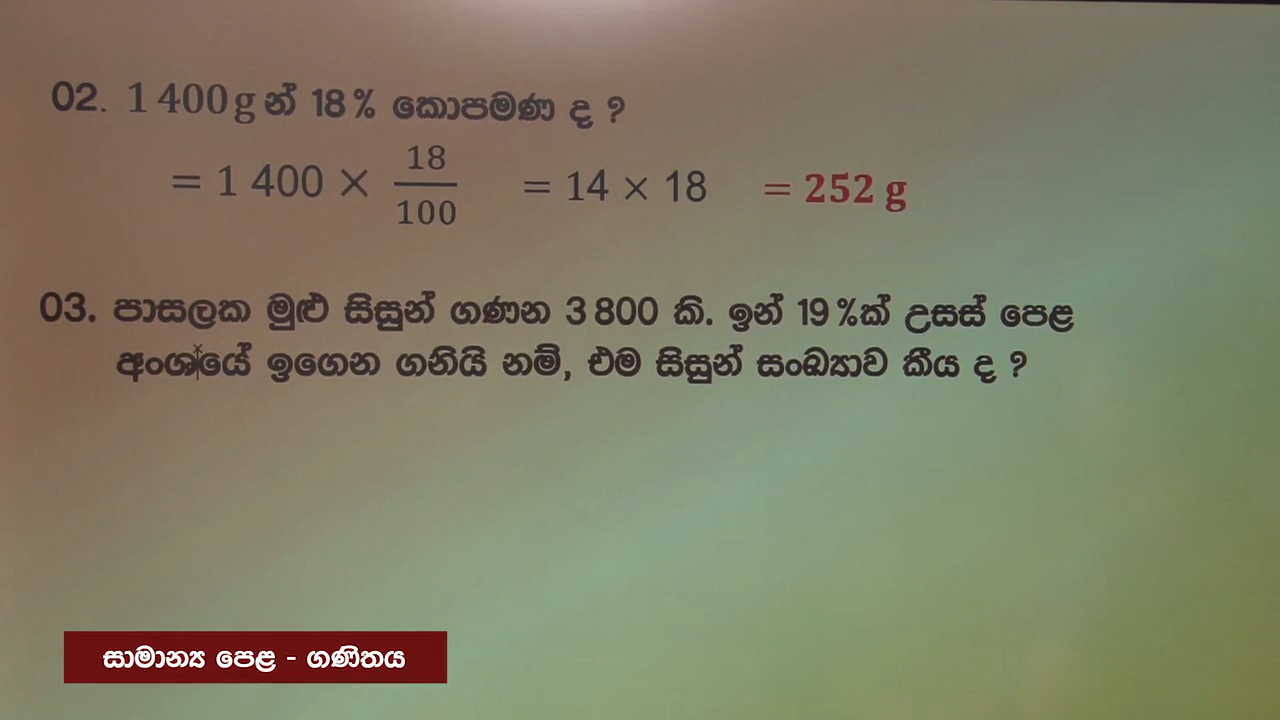 02. 1 400 g න් 18 % කොපමණ ද ?
= 1 400 × 18/100 = 14 × 18 = 252 g
03. පාසලක මුළු සිසුන් ගණන 3 800 කි. ඉන් 19 %ක් උසස් පෙළ
අංශයේ ඉගෙන ගනියි නම්, එම සිසුන් සංඛ්‍යාව කීය ද ?
සාමාන්‍ය පෙළ - ගණිතය